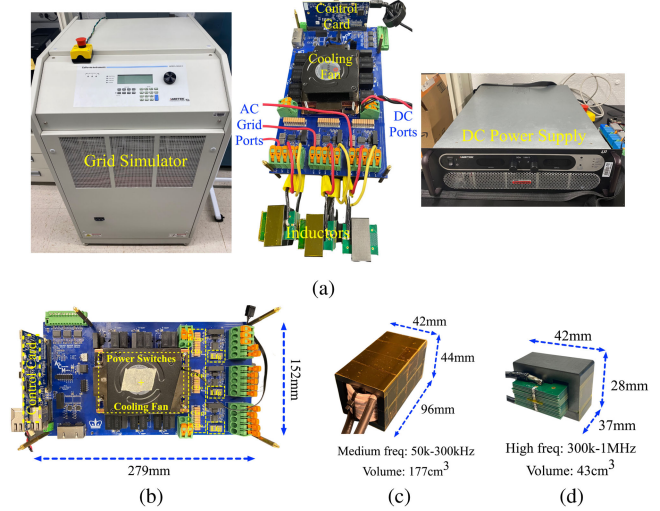 Control
Card
Cooling
Fan
AC
Grid
Ports
DC
Ports
Grid Simulator
DC Power Supply
Inductors
(a)
42mm
44mm
96mm
42mm
28mm
37mm
Control Card
Power Switches
Cooling Fan
152mm
279mm
Medium freq: 50k-300kHz
Volume: 177cm3
High freq: 300k-1MHz
Volume: 43cm3
(b)
(c)
(d)